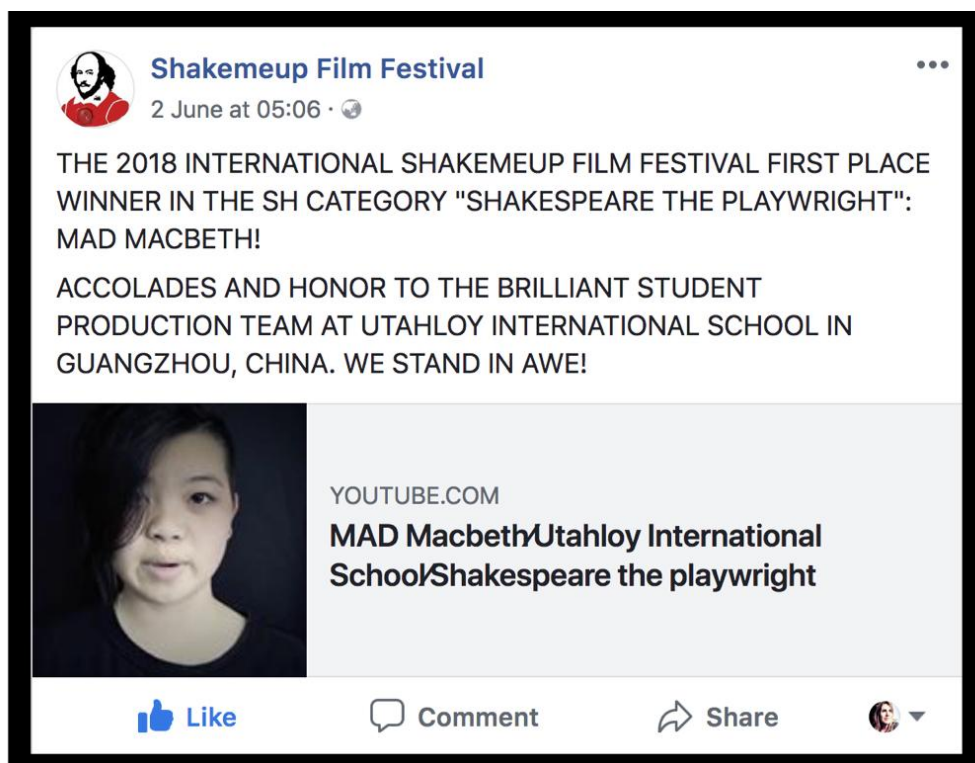 Shakemeup Film Festival
2 June at 05:06 ·
THE 2018 INTERNATIONAL SHAKEMEUP FILM FESTIVAL FIRST PLACE
WINNER IN THE SH CATEGORY "SHAKESPEARE THE PLAYWRIGHT":
MAD MACBETH!
ACCOLADES AND HONOR TO THE BRILLIANT STUDENT
PRODUCTION TEAM AT UTAHLOY INTERNATIONAL SCHOOL IN
GUANGZHOU, CHINA. WE STAND IN AWE!
YOUTUBE.COM
MAD Macbeth/Utahloy International
School/Shakespeare the playwright
Like
Comment
Share